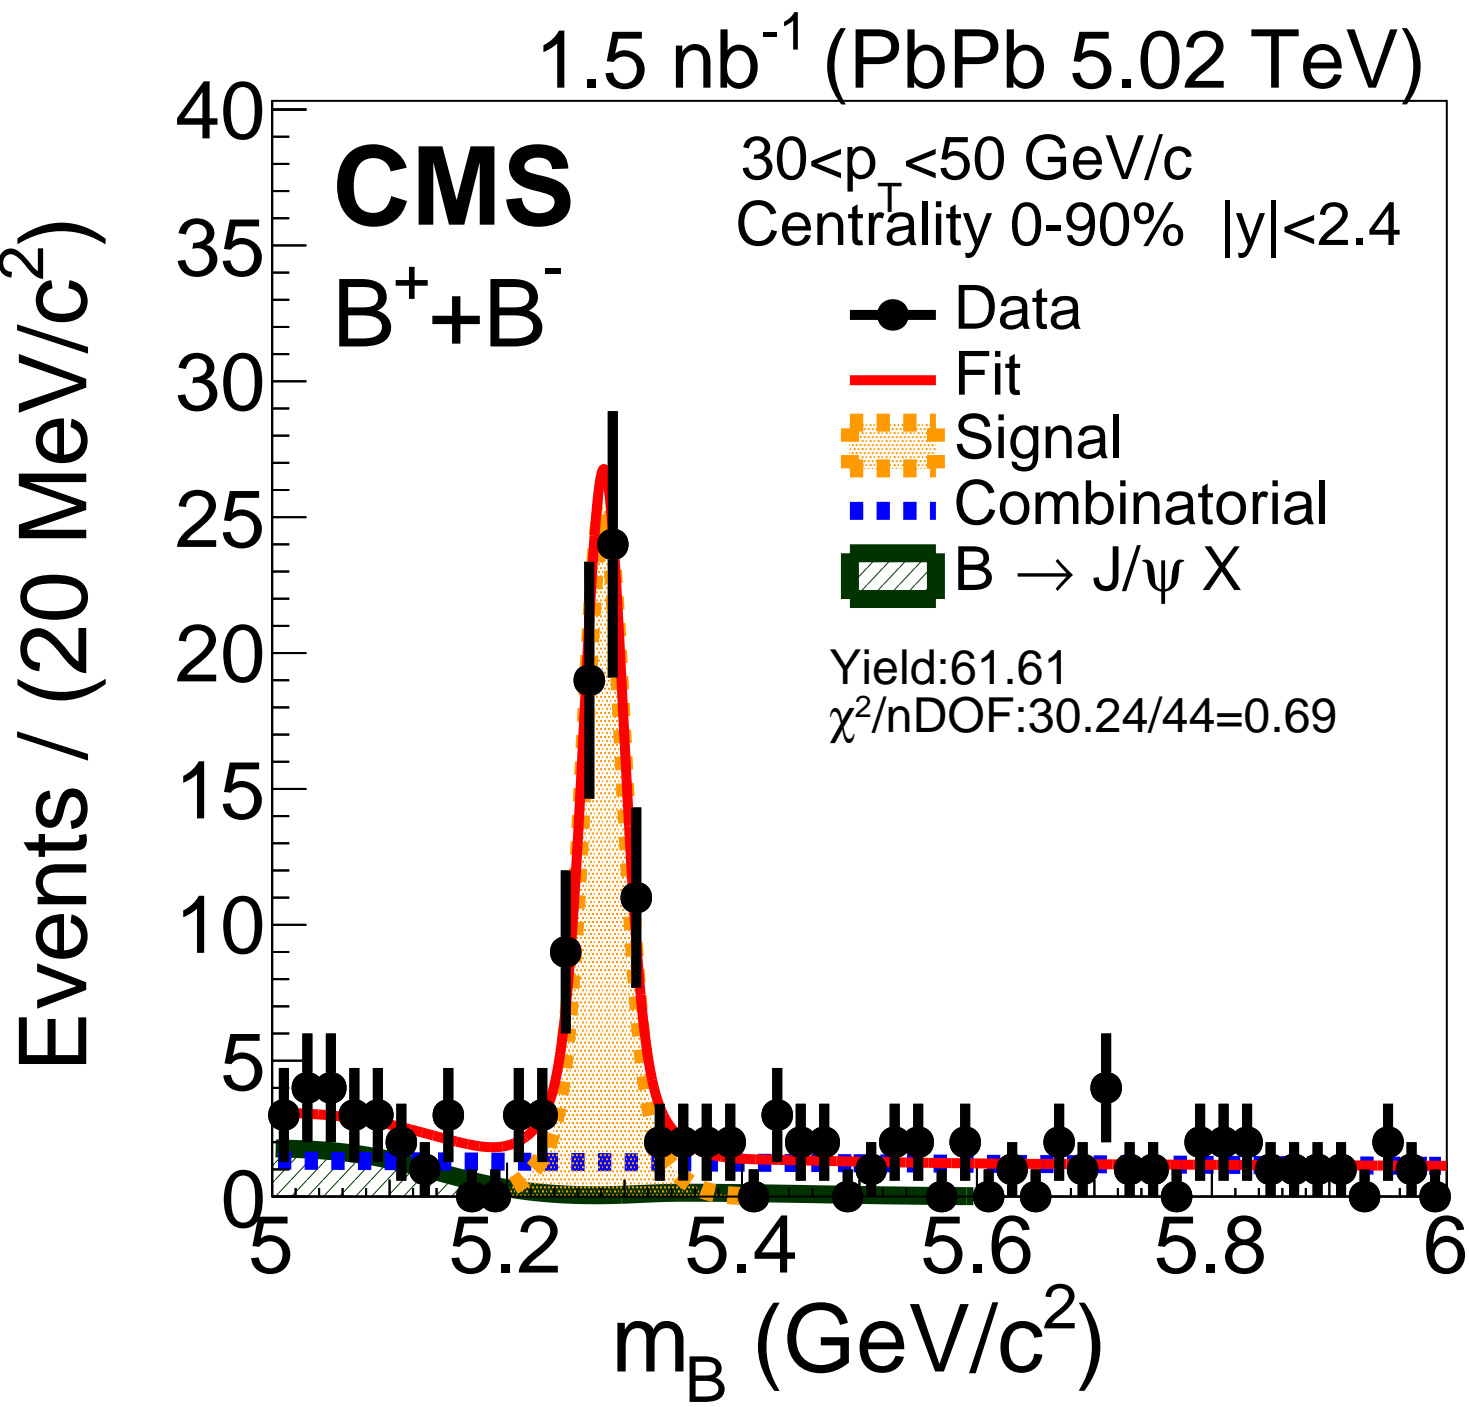 1.5 nb⁻¹ (PbPb 5.02 TeV)
CMS
B⁺+B⁻
30<p_T<50 GeV/c
Centrality 0-90% |y|<2.4
Data
Fit
Signal
Combinatorial
B → J/ψ X
Yield:61.61
χ²/nDOF:30.24/44=0.69
Events / (20 MeV/c²)
40
35
30
25
20
15
10
5
0
5 5.2 5.4 5.6 5.8 6
m_B (GeV/c²)